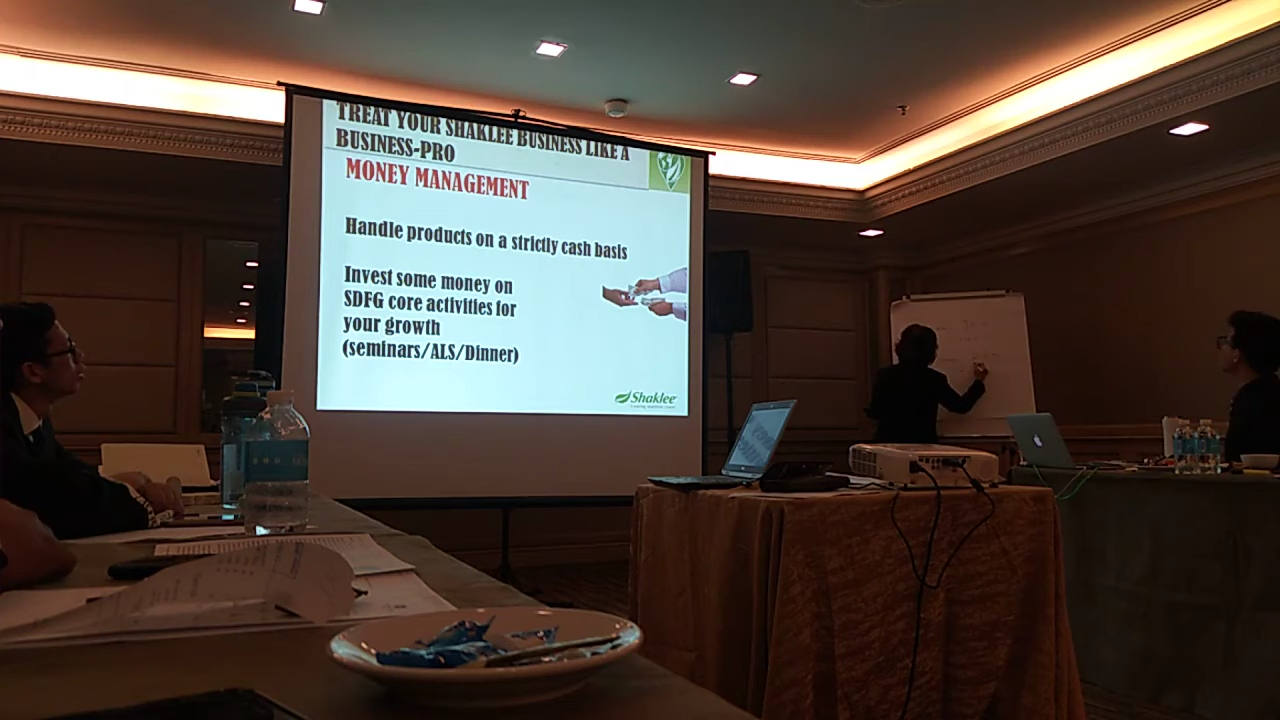 TREAT YOUR SHAKLEE BUSINESS LIKE A
BUSINESS-PRO
MONEY MANAGEMENT
Handle products on a strictly cash basis
Invest some money on
SDFG core activities for
your growth
(seminars/ALS/Dinner)
Shaklee